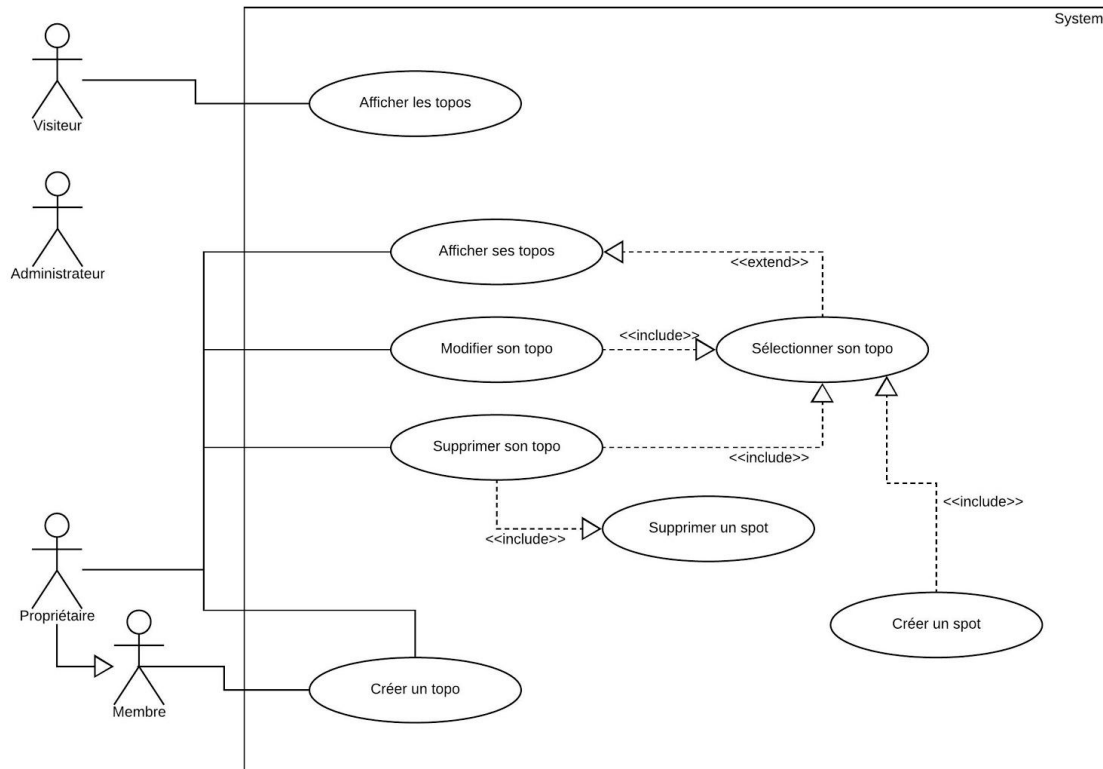 System
Visiteur
Afficher les topos
Administrateur
Afficher ses topos
<<extend>>
Modifier son topo
<<include>>
Sélectionner son topo
Supprimer son topo
<<include>>
<<include>>
<<include>>
Supprimer un spot
Propriétaire
Créer un spot
Membre
Créer un topo